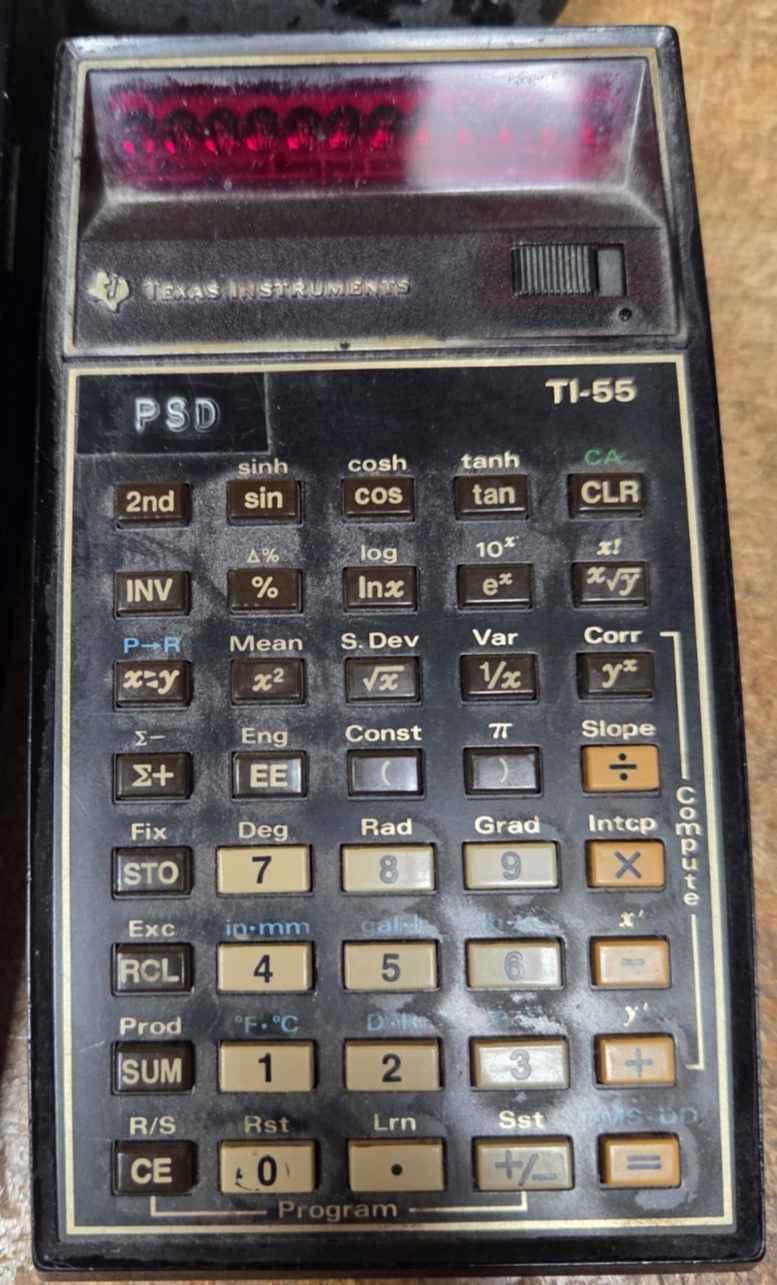 TEXAS INSTRUMENTS
TI-55
PSD
sinh cosh tanh CA
2nd sin cos tan CLR
Δ% log 10ˣ x!
INV % lnx eˣ ˣ√y
P→R Mean S.Dev Var Corr
x⇄y x² √x 1/x yˣ
Σ− Eng Const π Slope
Σ+ EE ( ) ÷
Fix Deg Rad Grad Intcp
STO 7 8 9 ×
Compute
Exc in·mm gal·l x'
RCL 4 5 6 −
Prod °F·°C D·R y'
SUM 1 2 3 +
R/S Rst Lrn Sst DMS·DD
CE 0 . +/− =
Program